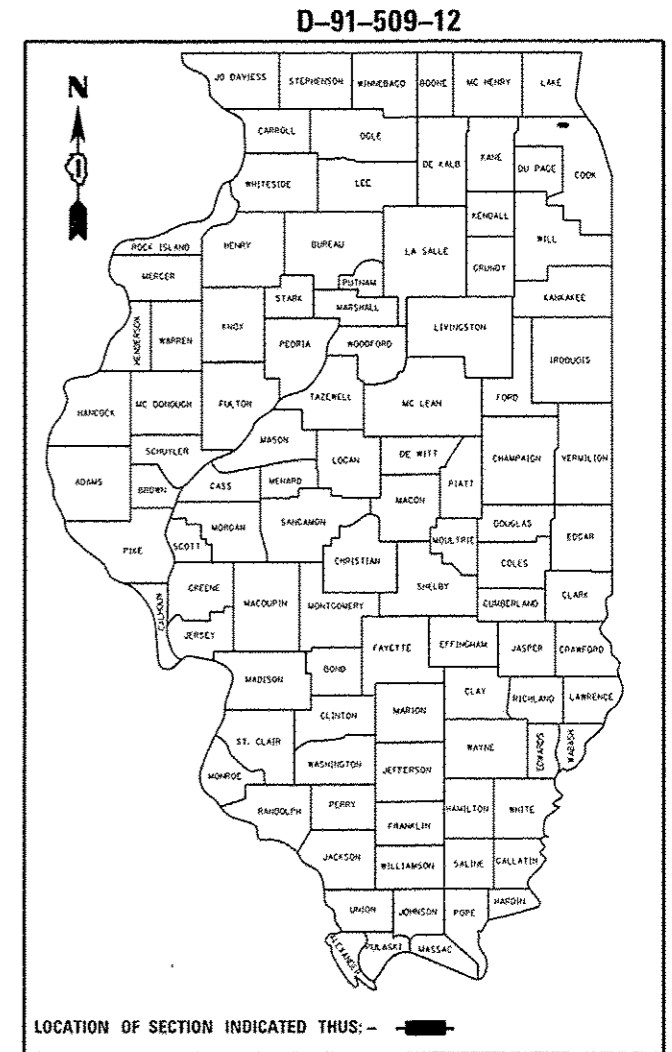 D-91-509-12
JO DAVIESS STEPHENSON WINNEBAGO BOONE MC HENRY LAKE
N
CARROLL OGLE DE KALB KANE DU PAGE COOK
WHITESIDE LEE
KENDALL
ROCK ISLAND HENRY BUREAU LA SALLE GRUNDY WILL
MERCER PUTNAM
STARK MARSHALL KANKAKEE
HENDERSON WARREN KNOX PEORIA WOODFORD LIVINGSTON IROQUOIS
HANCOCK MC DONOUGH FULTON TAZEWELL MC LEAN FORD
MASON
SCHUYLER LOGAN DE WITT CHAMPAIGN VERMILION
ADAMS BROWN CASS MENARD MACON PIATT
PIKE SCOTT MORGAN SANGAMON CHRISTIAN MOULTRIE DOUGLAS EDGAR
COLES
CALHOUN GREENE MACOUPIN MONTGOMERY SHELBY CUMBERLAND CLARK
JERSEY FAYETTE EFFINGHAM JASPER CRAWFORD
MADISON BOND
CLAY RICHLAND LAWRENCE
CLINTON MARION
ST. CLAIR WASHINGTON WAYNE EDWARDS WABASH
MONROE JEFFERSON
RANDOLPH PERRY HAMILTON WHITE
FRANKLIN
JACKSON WILLIAMSON SALINE GALLATIN
UNION JOHNSON POPE HARDIN
ALEXANDER PULASKI MASSAC
LOCATION OF SECTION INDICATED THUS: -